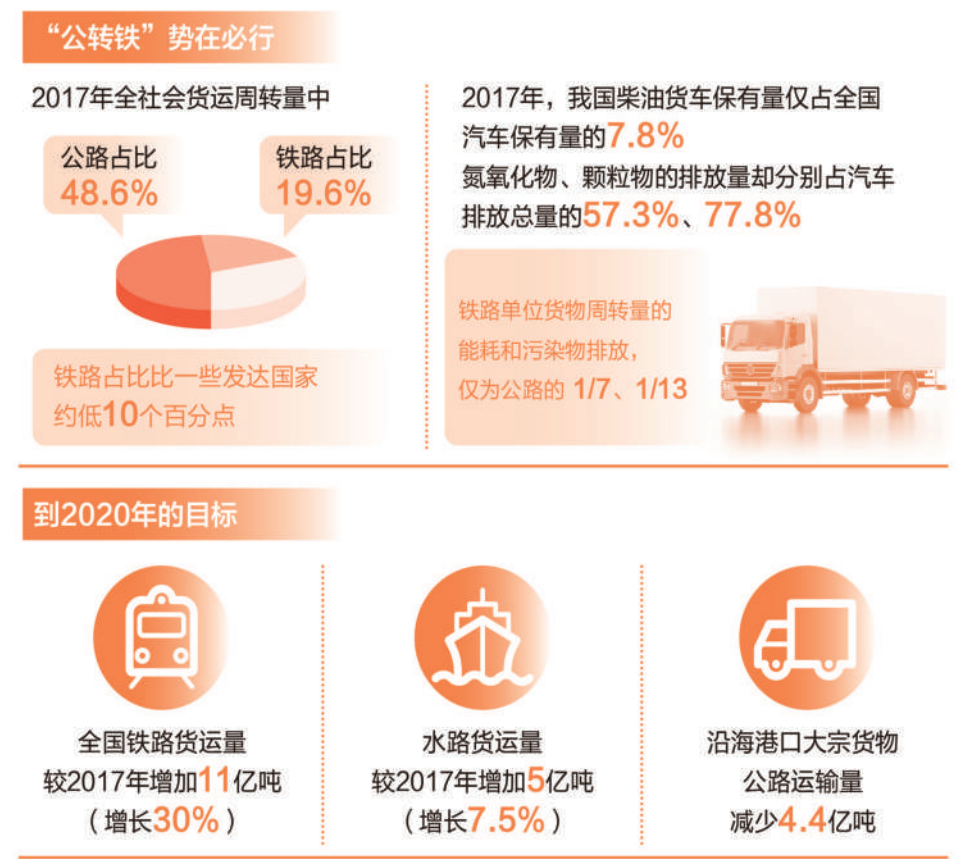 “公转铁”势在必行
2017年全社会货运周转量中
公路占比
48.6%
铁路占比
19.6%
铁路占比比一些发达国家
约低10个百分点
2017年，我国柴油货车保有量仅占全国
汽车保有量的7.8%
氮氧化物、颗粒物的排放量却分别占汽车
排放总量的57.3%、77.8%
铁路单位货物周转量的
能耗和污染物排放，
仅为公路的 1/7、1/13
到2020年的目标
全国铁路货运量
较2017年增加11亿吨
（增长30%）
水路货运量
较2017年增加5亿吨
（增长7.5%）
沿海港口大宗货物
公路运输量
减少4.4亿吨